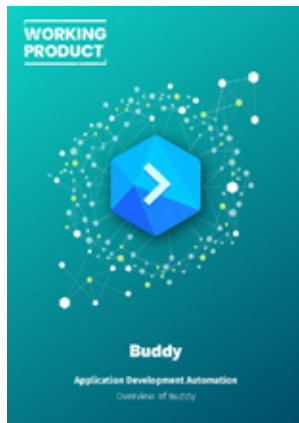 WORKING
PRODUCT
Buddy
Application Development Automation
Overview of Buddy